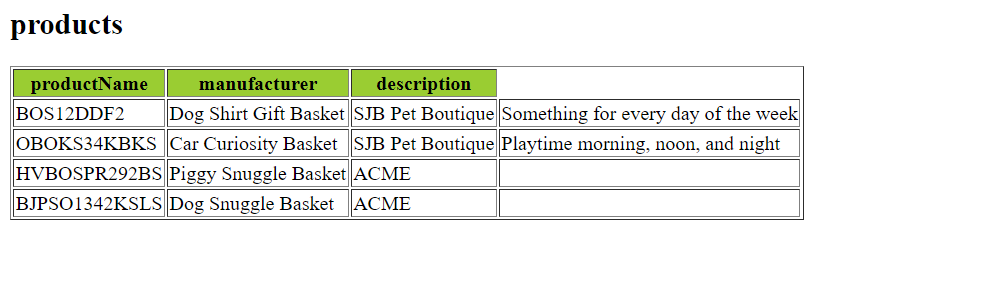 products
productName manufacturer description
BOS12DDF2 Dog Shirt Gift Basket SJB Pet Boutique Something for every day of the week
OBOKS34KBKS Car Curiosity Basket SJB Pet Boutique Playtime morning, noon, and night
HVBOSPR292BS Piggy Snuggle Basket ACME
BJPSO1342KSLS Dog Snuggle Basket ACME